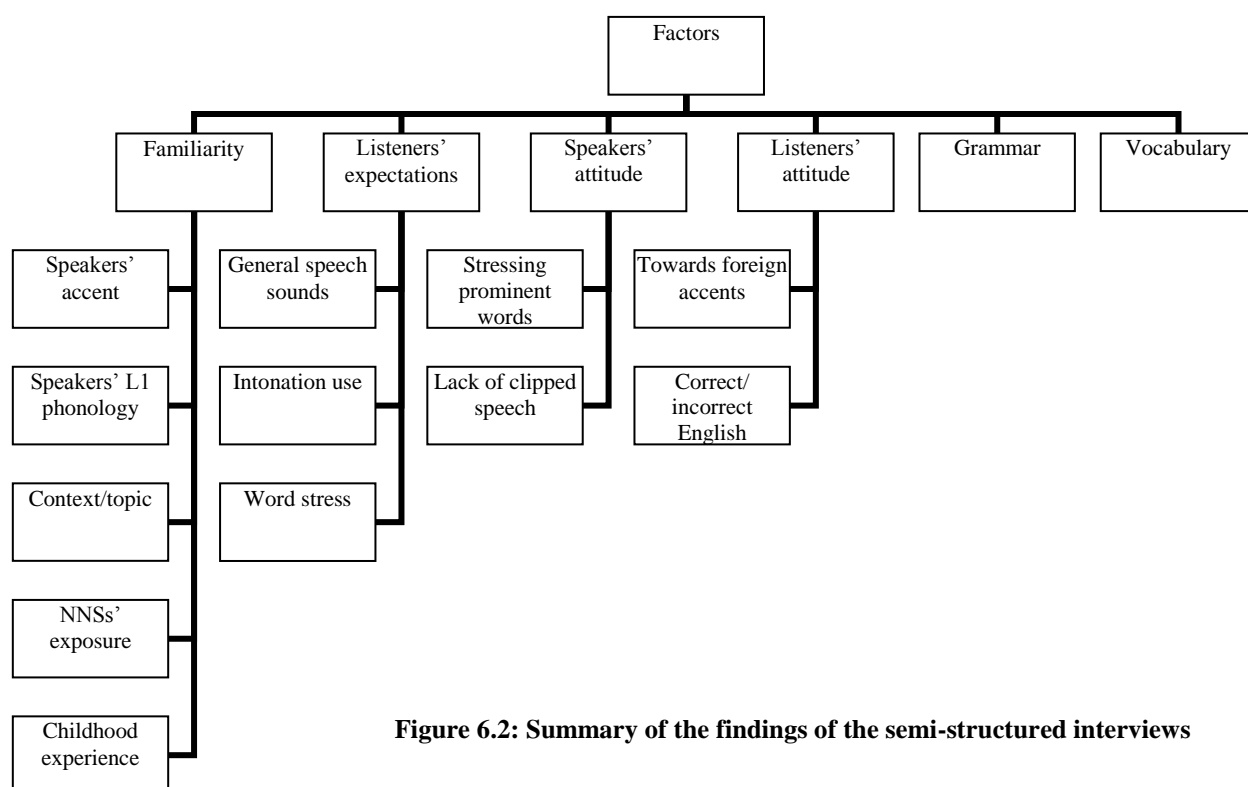 Factors
Familiarity
Listeners’
expectations
Speakers’
attitude
Listeners’
attitude
Grammar
Vocabulary
Speakers’
accent
General speech
sounds
Stressing
prominent
words
Towards foreign
accents
Speakers’ L1
phonology
Intonation use
Lack of clipped
speech
Correct/
incorrect
English
Context/topic
Word stress
NNSs’
exposure
Childhood
experience
Figure 6.2: Summary of the findings of the semi-structured interviews